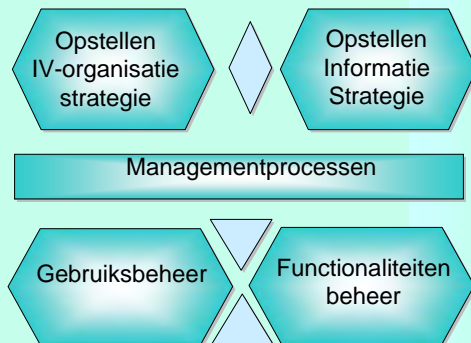 Opstellen
IV-organisatie
strategie
Opstellen
Informatie
Strategie
Managementprocessen
Gebruiksbeheer
Functionaliteiten
beheer